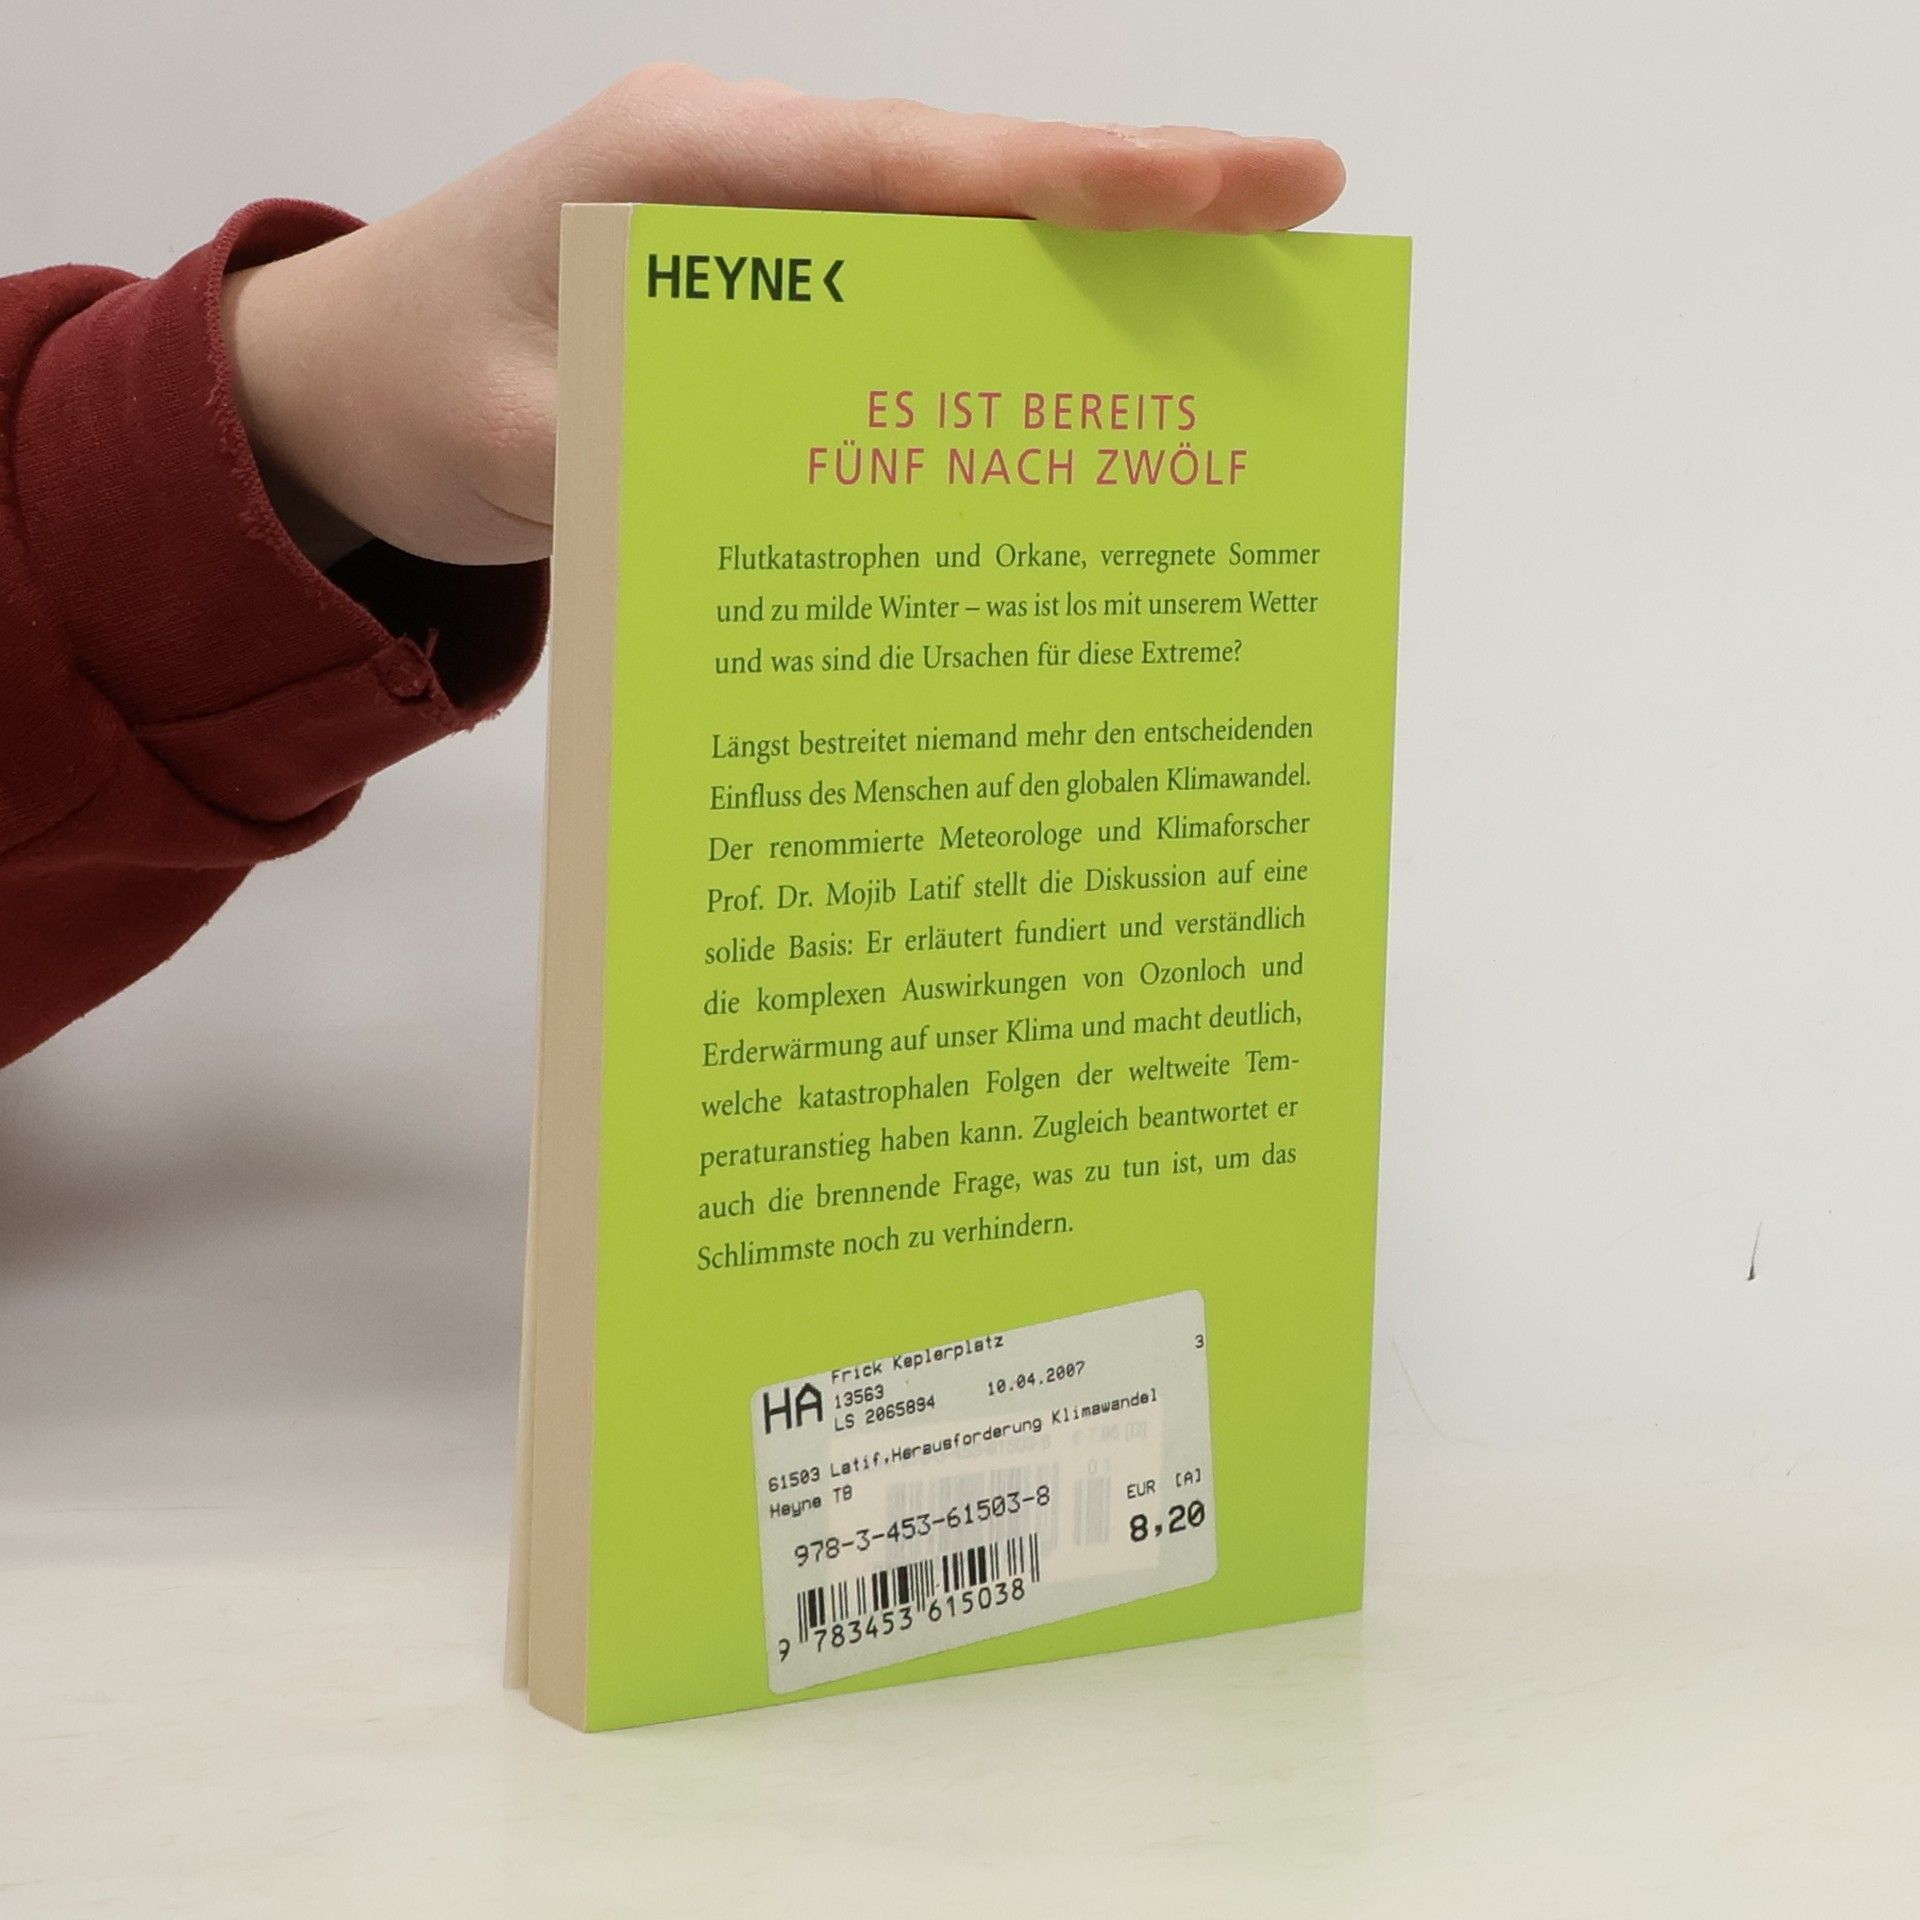 HEYNE<
ES IST BEREITS
FÜNF NACH ZWÖLF
Flutkatastrophen und Orkane, verregnete Sommer
und zu milde Winter – was ist los mit unserem Wetter
und was sind die Ursachen für diese Extreme?
Längst bestreitet niemand mehr den entscheidenden
Einfluss des Menschen auf den globalen Klimawandel.
Der renommierte Meteorologe und Klimaforscher
Prof. Dr. Mojib Latif stellt die Diskussion auf eine
solide Basis: Er erläutert fundiert und verständlich
die komplexen Auswirkungen von Ozonloch und
Erderwärmung auf unser Klima und macht deutlich,
welche katastrophalen Folgen der weltweite Tem-
peraturanstieg haben kann. Zugleich beantwortet er
auch die brennende Frage, was zu tun ist, um das
Schlimmste noch zu verhindern.
HA Frick Keplerplatz 3
13563
LS 2065894 10.04.2007
61503 Latif,Herausforderung Klimawandel
Heyne TB
978-3-453-61503-8
EUR [A]
8,20
9 783453 615038